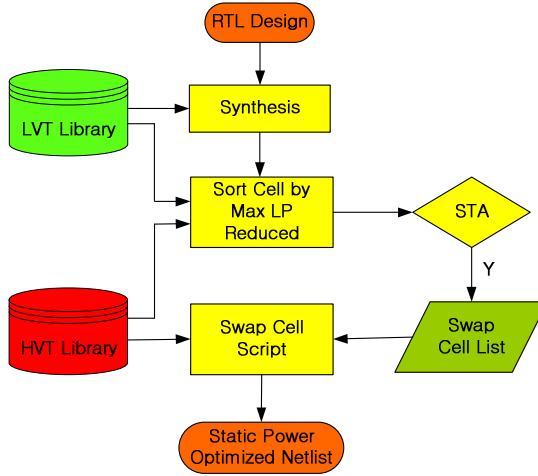 RTL Design
LVT Library
Synthesis
Sort Cell by
Max LP
Reduced
STA
Y
HVT Library
Swap Cell
Script
Swap
Cell List
Static Power
Optimized Netlist